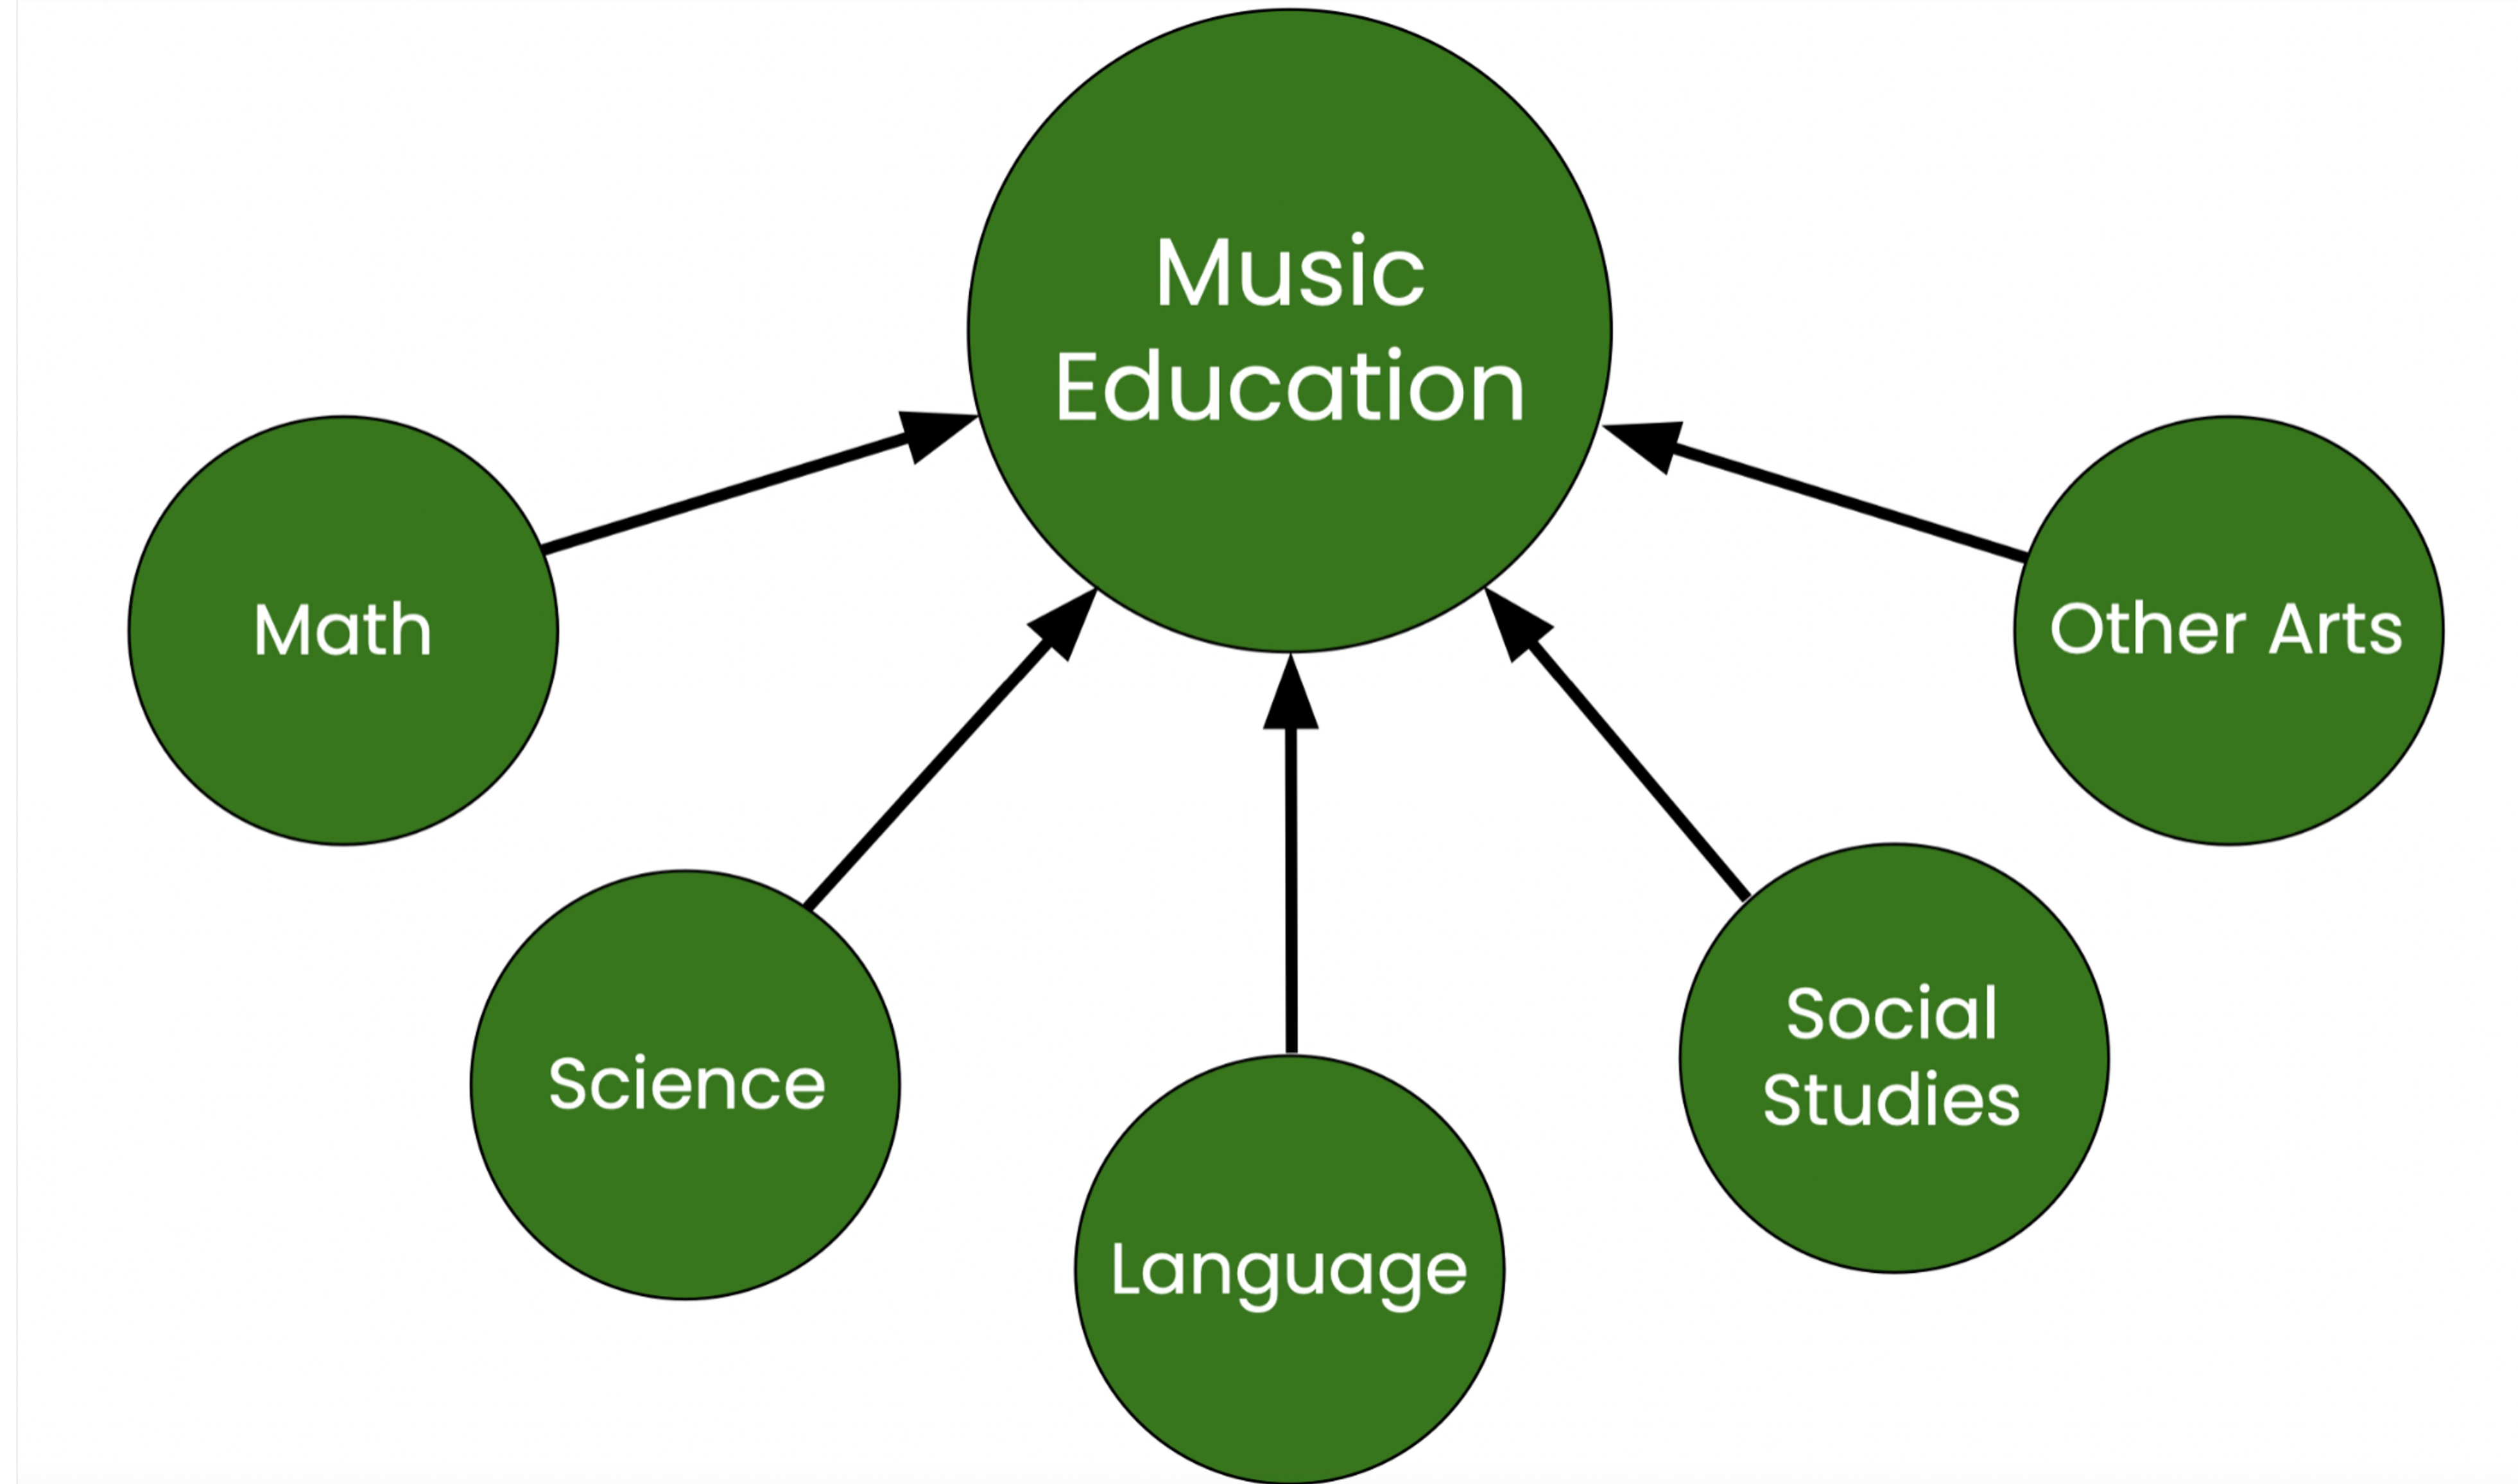 Music
Education
Math
Other Arts
Science
Social
Studies
Language